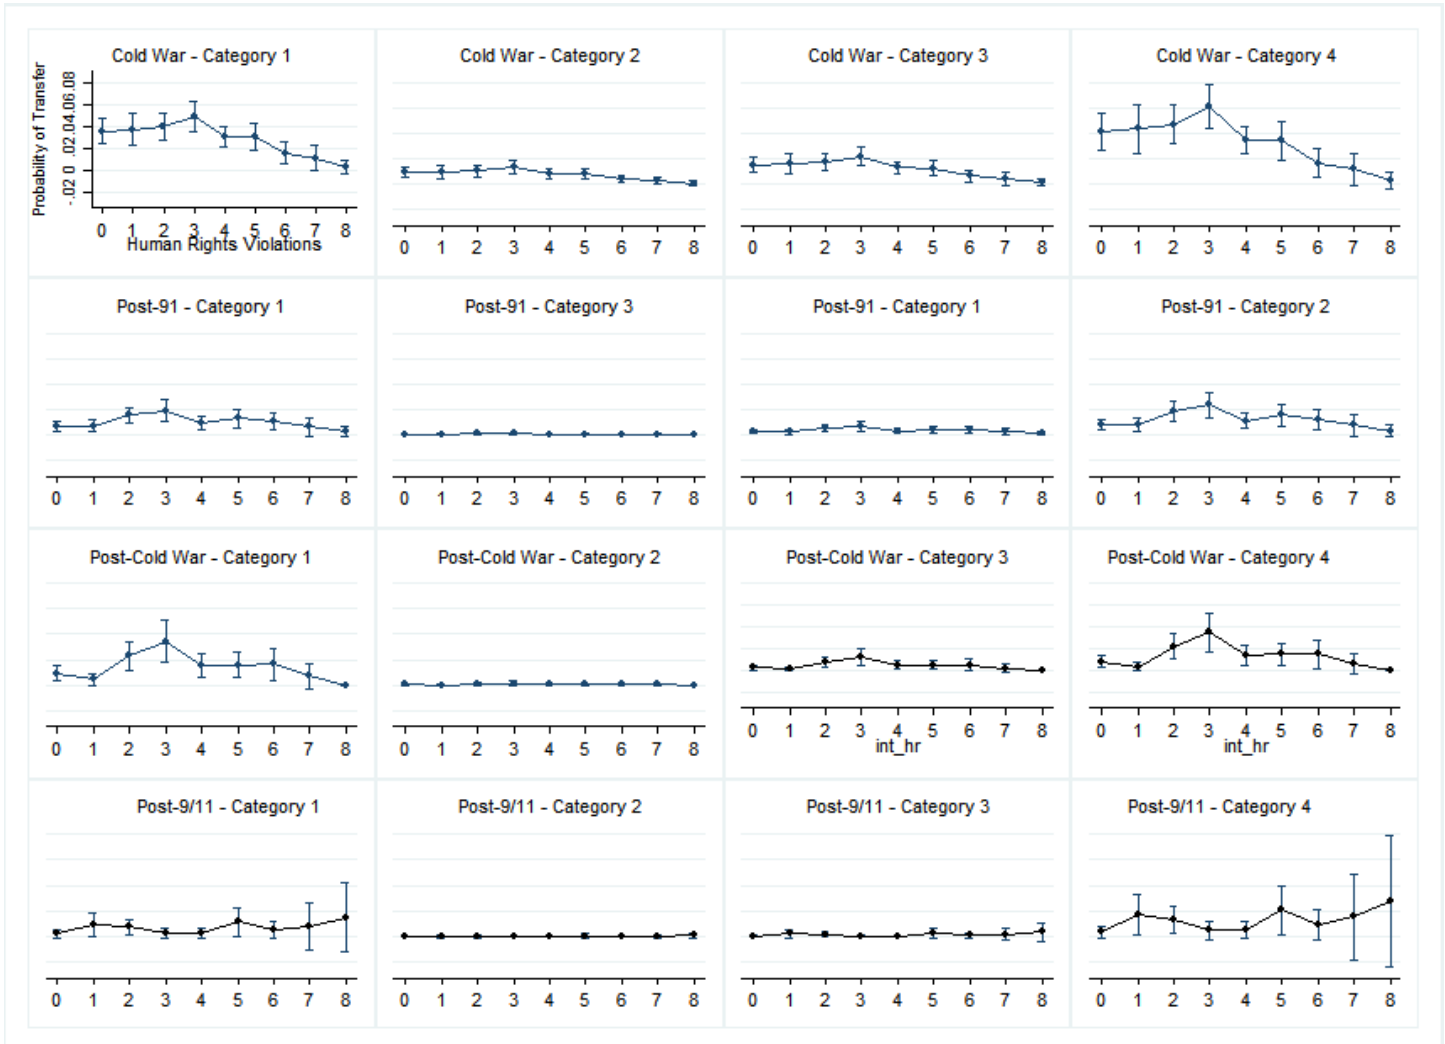 Cold War - Category 1
Cold War - Category 2
Cold War - Category 3
Cold War - Category 4
Probability of Transfer
-.02 0 .02 .04 .06 .08
0 1 2 3 4 5 6 7 8
Human Rights Violations
0 1 2 3 4 5 6 7 8
0 1 2 3 4 5 6 7 8
0 1 2 3 4 5 6 7 8
Post-91 - Category 1
Post-91 - Category 3
Post-91 - Category 1
Post-91 - Category 2
0 1 2 3 4 5 6 7 8
0 1 2 3 4 5 6 7 8
0 1 2 3 4 5 6 7 8
0 1 2 3 4 5 6 7 8
Post-Cold War - Category 1
Post-Cold War - Category 2
Post-Cold War - Category 3
Post-Cold War - Category 4
0 1 2 3 4 5 6 7 8
0 1 2 3 4 5 6 7 8
0 1 2 3 4 5 6 7 8
int_hr
0 1 2 3 4 5 6 7 8
int_hr
Post-9/11 - Category 1
Post-9/11 - Category 2
Post-9/11 - Category 3
Post-9/11 - Category 4
0 1 2 3 4 5 6 7 8
0 1 2 3 4 5 6 7 8
0 1 2 3 4 5 6 7 8
0 1 2 3 4 5 6 7 8